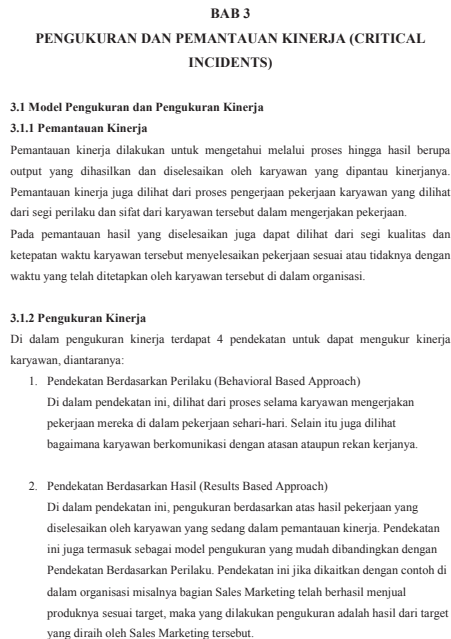 BAB 3
PENGUKURAN DAN PEMANTAUAN KINERJA (CRITICAL
INCIDENTS)
3.1 Model Pengukuran dan Pengukuran Kinerja
3.1.1 Pemantauan Kinerja
Pemantauan kinerja dilakukan untuk mengetahui melalui proses hingga hasil berupa
output yang dihasilkan dan diselesaikan oleh karyawan yang dipantau kinerjanya.
Pemantauan kinerja juga dilihat dari proses pengerjaan pekerjaan karyawan yang dilihat
dari segi perilaku dan sifat dari karyawan tersebut dalam mengerjakan pekerjaan.
Pada pemantauan hasil yang diselesaikan juga dapat dilihat dari segi kualitas dan
ketepatan waktu karyawan tersebut menyelesaikan pekerjaan sesuai atau tidaknya dengan
waktu yang telah ditetapkan oleh karyawan tersebut di dalam organisasi.
3.1.2 Pengukuran Kinerja
Di dalam pengukuran kinerja terdapat 4 pendekatan untuk dapat mengukur kinerja
karyawan, diantaranya:
1. Pendekatan Berdasarkan Perilaku (Behavioral Based Approach)
Di dalam pendekatan ini, dilihat dari proses selama karyawan mengerjakan
pekerjaan mereka di dalam pekerjaan sehari-hari. Selain itu juga dilihat
bagaimana karyawan berkomunikasi dengan atasan ataupun rekan kerjanya.
2. Pendekatan Berdasarkan Hasil (Results Based Approach)
Di dalam pendekatan ini, pengukuran berdasarkan atas hasil pekerjaan yang
diselesaikan oleh karyawan yang sedang dalam pemantauan kinerja. Pendekatan
ini juga termasuk sebagai model pengukuran yang mudah dibandingkan dengan
Pendekatan Berdasarkan Perilaku. Pendekatan ini jika dikaitkan dengan contoh di
dalam organisasi misalnya bagian Sales Marketing telah berhasil menjual
produknya sesuai target, maka yang dilakukan pengukuran adalah hasil dari target
yang diraih oleh Sales Marketing tersebut.